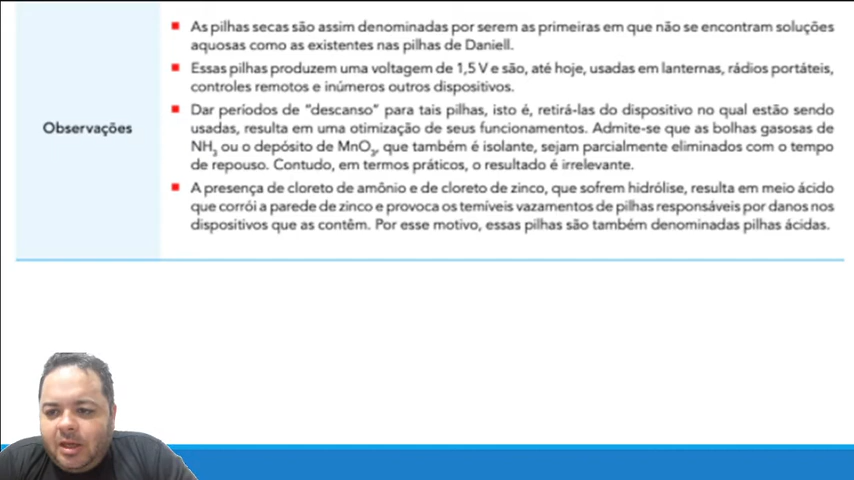 As pilhas secas são assim denominadas por serem as primeiras em que não se encontram soluções
aquosas como as existentes nas pilhas de Daniell.
Essas pilhas produzem uma voltagem de 1,5 V e são, até hoje, usadas em lanternas, rádios portáteis,
controles remotos e inúmeros outros dispositivos.
Observações
Dar períodos de “descanso” para tais pilhas, isto é, retirá-las do dispositivo no qual estão sendo
usadas, resulta em uma otimização de seus funcionamentos. Admite-se que as bolhas gasosas de
NH₃ ou o depósito de MnO₃, que também é isolante, sejam parcialmente eliminados com o tempo
de repouso. Contudo, em termos práticos, o resultado é irrelevante.
A presença de cloreto de amônio e de cloreto de zinco, que sofrem hidrólise, resulta em meio ácido
que corrói a parede de zinco e provoca os temíveis vazamentos de pilhas responsáveis por danos nos
dispositivos que as contêm. Por esse motivo, essas pilhas são também denominadas pilhas ácidas.